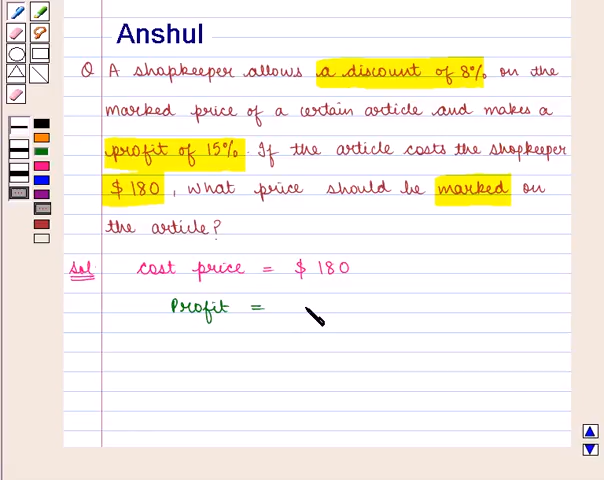 Anshul
Q A shopkeeper allows a discount of 8% on the
marked price of a certain article and makes a
profit of 15%. If the article costs the shopkeeper
$ 180, what price should be marked on
the article?
Sol cost price = $ 180
Profit =